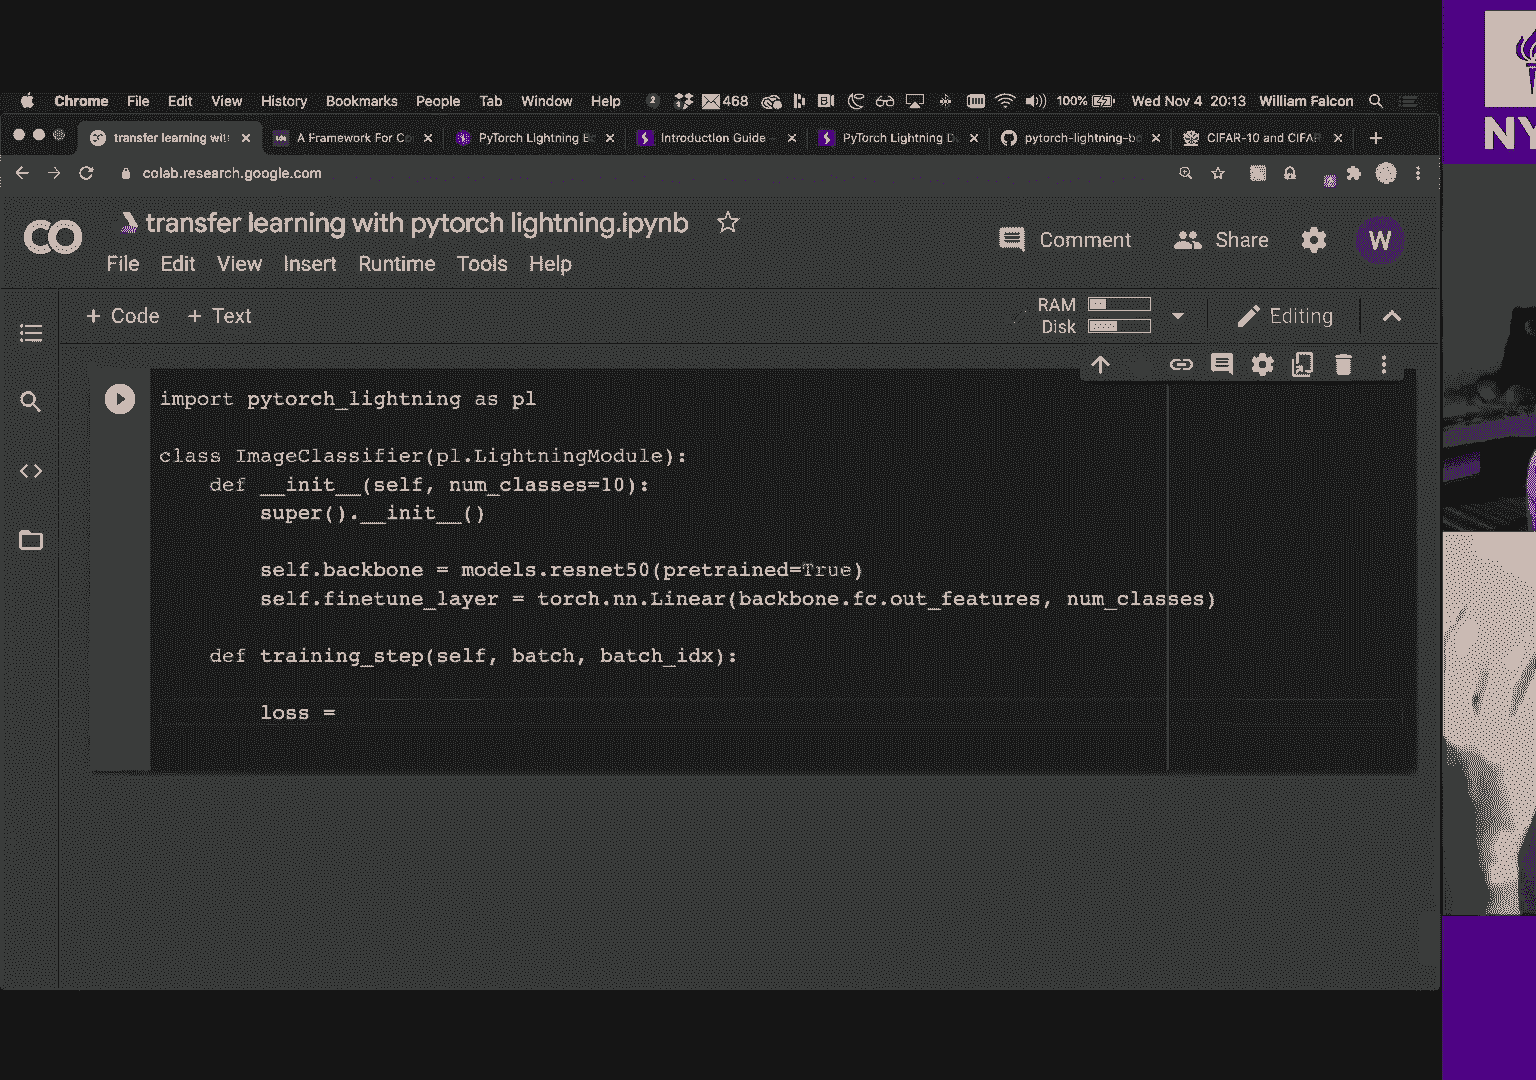 Chrome File Edit View History Bookmarks People Tab Window Help 2 468 100% Wed Nov 4 20:13 William Falcon
transfer learning wit A Framework For Co PyTorch Lightning Bo Introduction Guide — PyTorch Lightning D pytorch-lightning-bo CIFAR-10 and CIFAR
colab.research.google.com
CO transfer learning with pytorch lightning.ipynb
Comment Share W
File Edit View Insert Runtime Tools Help
+ Code + Text
RAM
Disk
Editing
import pytorch_lightning as pl
class ImageClassifier(pl.LightningModule):
def __init__(self, num_classes=10):
super().__init__()
self.backbone = models.resnet50(pretrained=True)
self.finetune_layer = torch.nn.Linear(backbone.fc.out_features, num_classes)
def training_step(self, batch, batch_idx):
loss =
NY